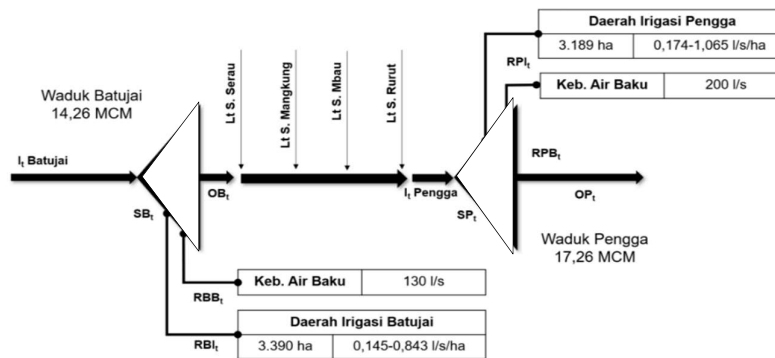 Daerah Irigasi Pengga
3.189 ha
0,174-1,065 l/s/ha
RPIt
Keb. Air Baku
200 l/s
Lt S. Serau
Lt S. Mangkung
Lt S. Mbau
Lt S. Rurut
Waduk Batujai
14,26 MCM
It Batujai
RPBt
It Pengga
OBt
SBt
SPt
OPt
Waduk Pengga
17,26 MCM
Keb. Air Baku
130 l/s
RBBt
Daerah Irigasi Batujai
RBIt
3.390 ha
0,145-0,843 l/s/ha